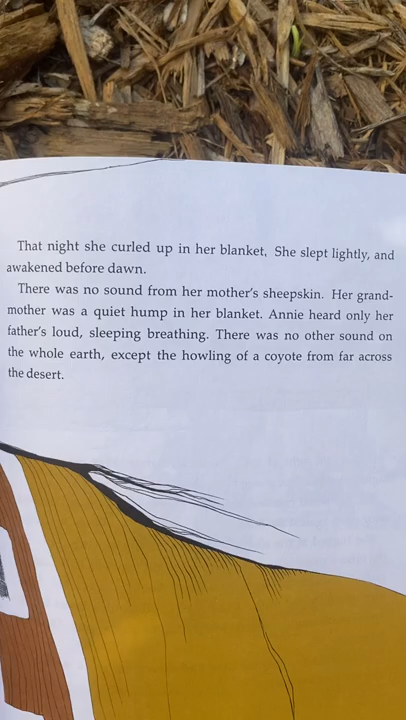 That night she curled up in her blanket. She slept lightly, and
awakened before dawn.
There was no sound from her mother's sheepskin. Her grand-
mother was a quiet hump in her blanket. Annie heard only her
father's loud, sleeping breathing. There was no other sound on
the whole earth, except the howling of a coyote from far across
the desert.